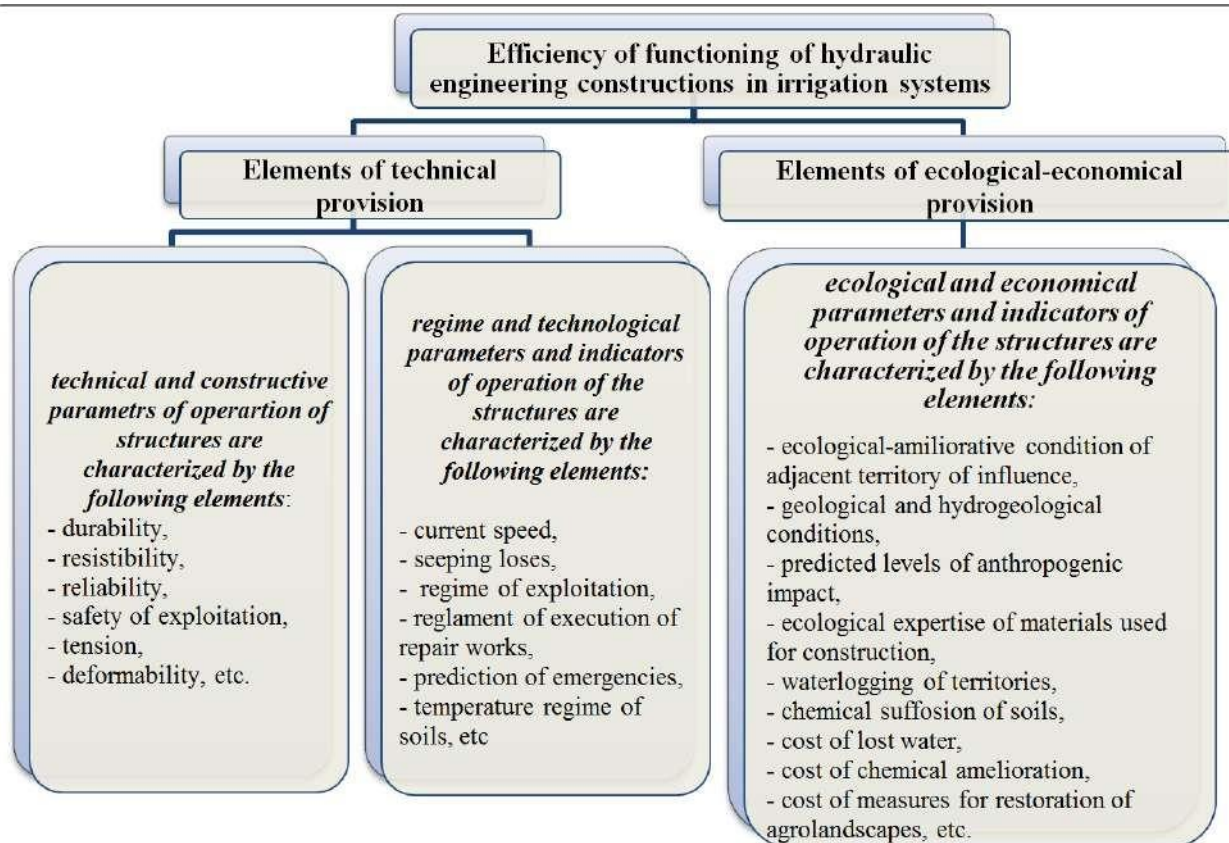 Efficiency of functioning of hydraulic
engineering constructions in irrigation systems
Elements of technical
provision
Elements of ecological-economical
provision
technical and constructive
parametrs of operartion of
structures are
characterized by the
following elements:
- durability,
- resistibility,
- reliability,
- safety of exploitation,
- tension,
- deformability, etc.
regime and technological
parameters and indicators
of operation of the
structures are
characterized by the
following elements:
- current speed,
- seeping loses,
- regime of exploitation,
- reglament of execution of
repair works,
- prediction of emergencies,
- temperature regime of
soils, etc
ecological and economical
parameters and indicators of
operation of the structures are
characterized by the following
elements:
- ecological-amiliorative condition of
adjacent territory of influence,
- geological and hydrogeological
conditions,
- predicted levels of anthropogenic
impact,
- ecological expertise of materials used
for construction,
- waterlogging of territories,
- chemical suffosion of soils,
- cost of lost water,
- cost of chemical amelioration,
- cost of measures for restoration of
agrolandscapes, etc.